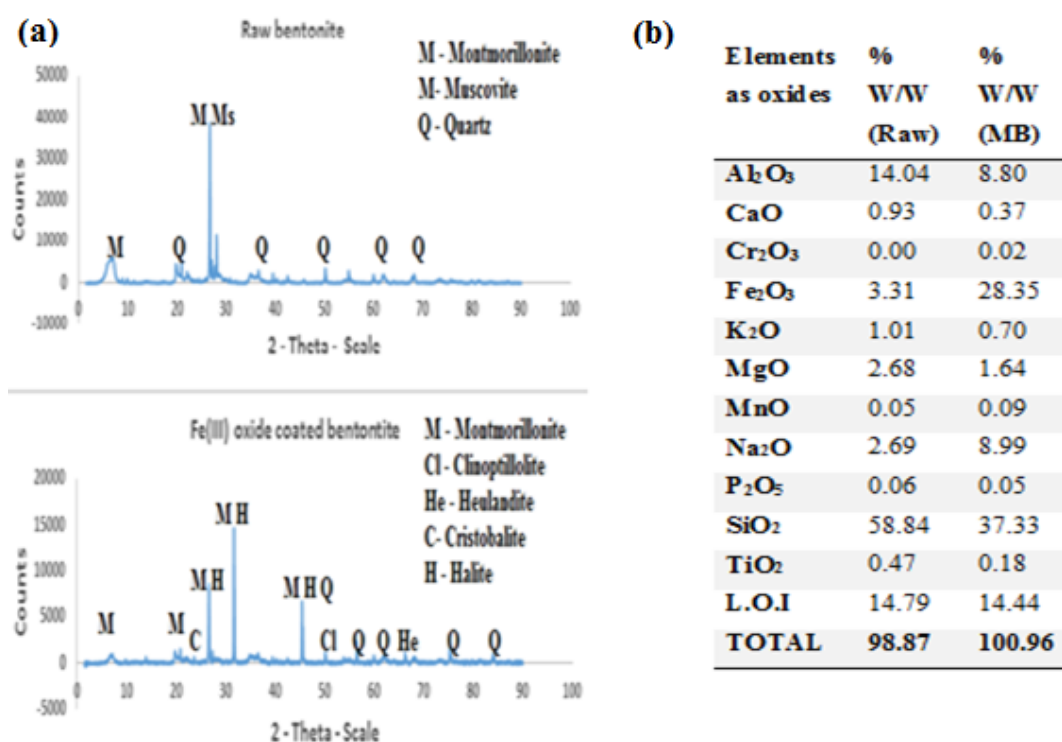 (a)
Raw bentonite
M - Montmorillonite
M- Muscovite
Q - Quartz
50000
40000
30000
20000
10000
0
-10000
Counts
M Ms
M
Q
Q
Q
Q
Q
0 10 20 30 40 50 60 70 80 90 100
2 - Theta - Scale
Fe(III) oxide coated bentontite
M - Montmorillonite
Cl - Clinoptillolite
He - Heulandite
C- Cristobalite
H - Halite
20000
15000
10000
5000
0
-5000
Counts
M H
M H
M H Q
M
M
C
Cl
Q
Q
He
Q
Q
0 10 20 30 40 50 60 70 80 90 100
2 - Theta - Scale
(b)
Elements % %
as oxides W/W W/W
(Raw) (MB)
Al₂O₃ 14.04 8.80
CaO 0.93 0.37
Cr₂O₃ 0.00 0.02
Fe₂O₃ 3.31 28.35
K₂O 1.01 0.70
MgO 2.68 1.64
MnO 0.05 0.09
Na₂O 2.69 8.99
P₂O₅ 0.06 0.05
SiO₂ 58.84 37.33
TiO₂ 0.47 0.18
L.O.I 14.79 14.44
TOTAL 98.87 100.96